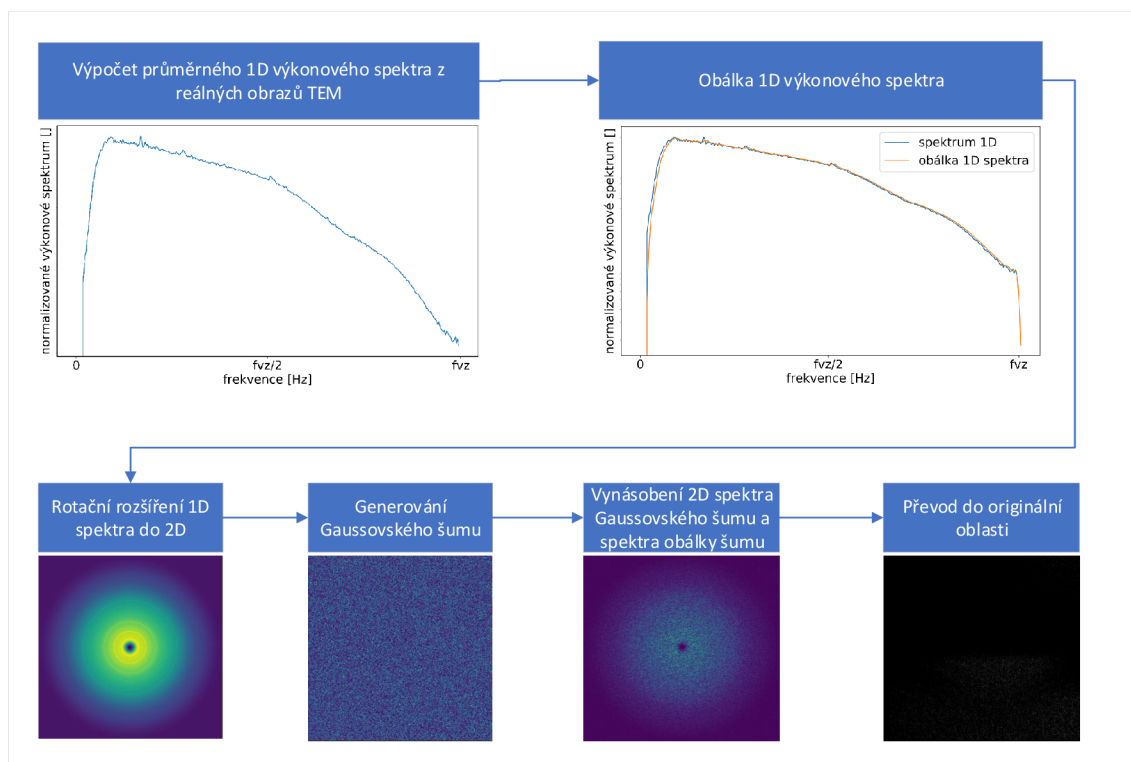 Výpočet průměrného 1D výkonového spektra z
reálných obrazů TEM
Obálka 1D výkonového spektra
normalizované výkonové spektrum []
0
fvz/2
fvz
frekvence [Hz]
normalizované výkonové spektrum []
spektrum 1D
obálka 1D spektra
0
fvz/2
fvz
frekvence [Hz]
Rotační rozšíření 1D
spektra do 2D
Generování
Gaussovského šumu
Vynásobení 2D spektra
Gaussovského šumu a
spektra obálky šumu
Převod do originální
oblasti